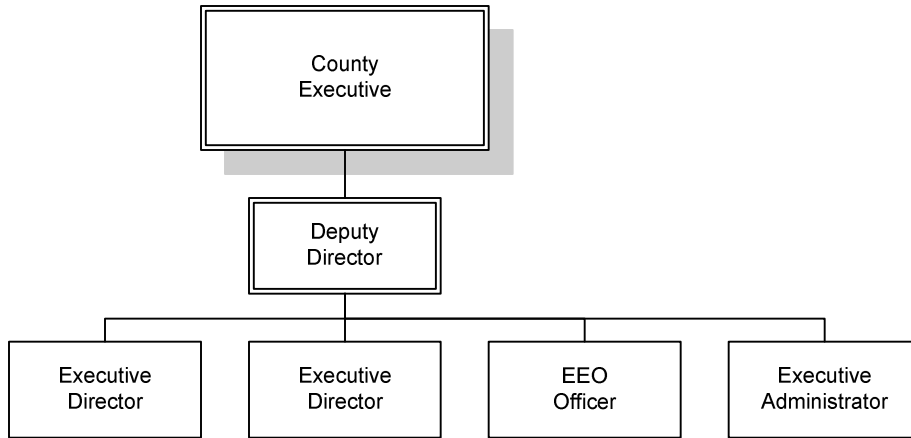 County
Executive
Deputy
Director
Executive
Director
Executive
Director
EEO
Officer
Executive
Administrator